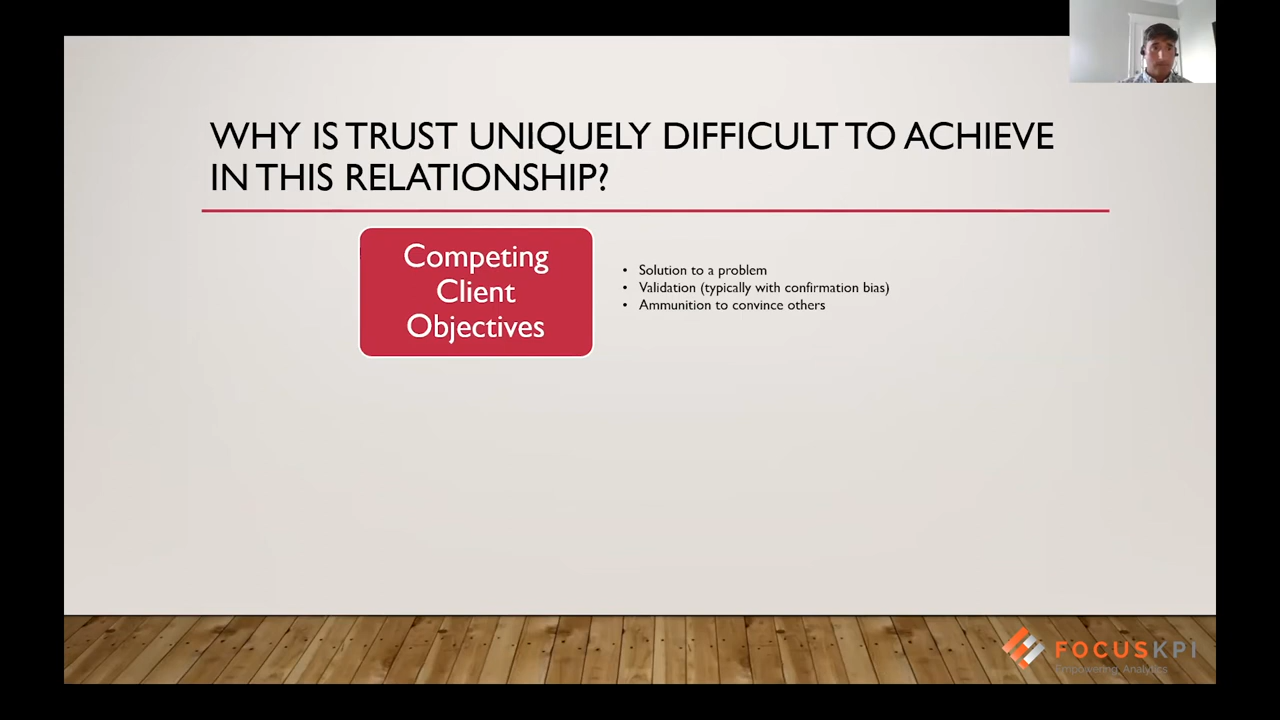 WHY IS TRUST UNIQUELY DIFFICULT TO ACHIEVE
IN THIS RELATIONSHIP?
Competing
Client
Objectives
• Solution to a problem
• Validation (typically with confirmation bias)
• Ammunition to convince others
FOCUSKPI
Empowering Analytics